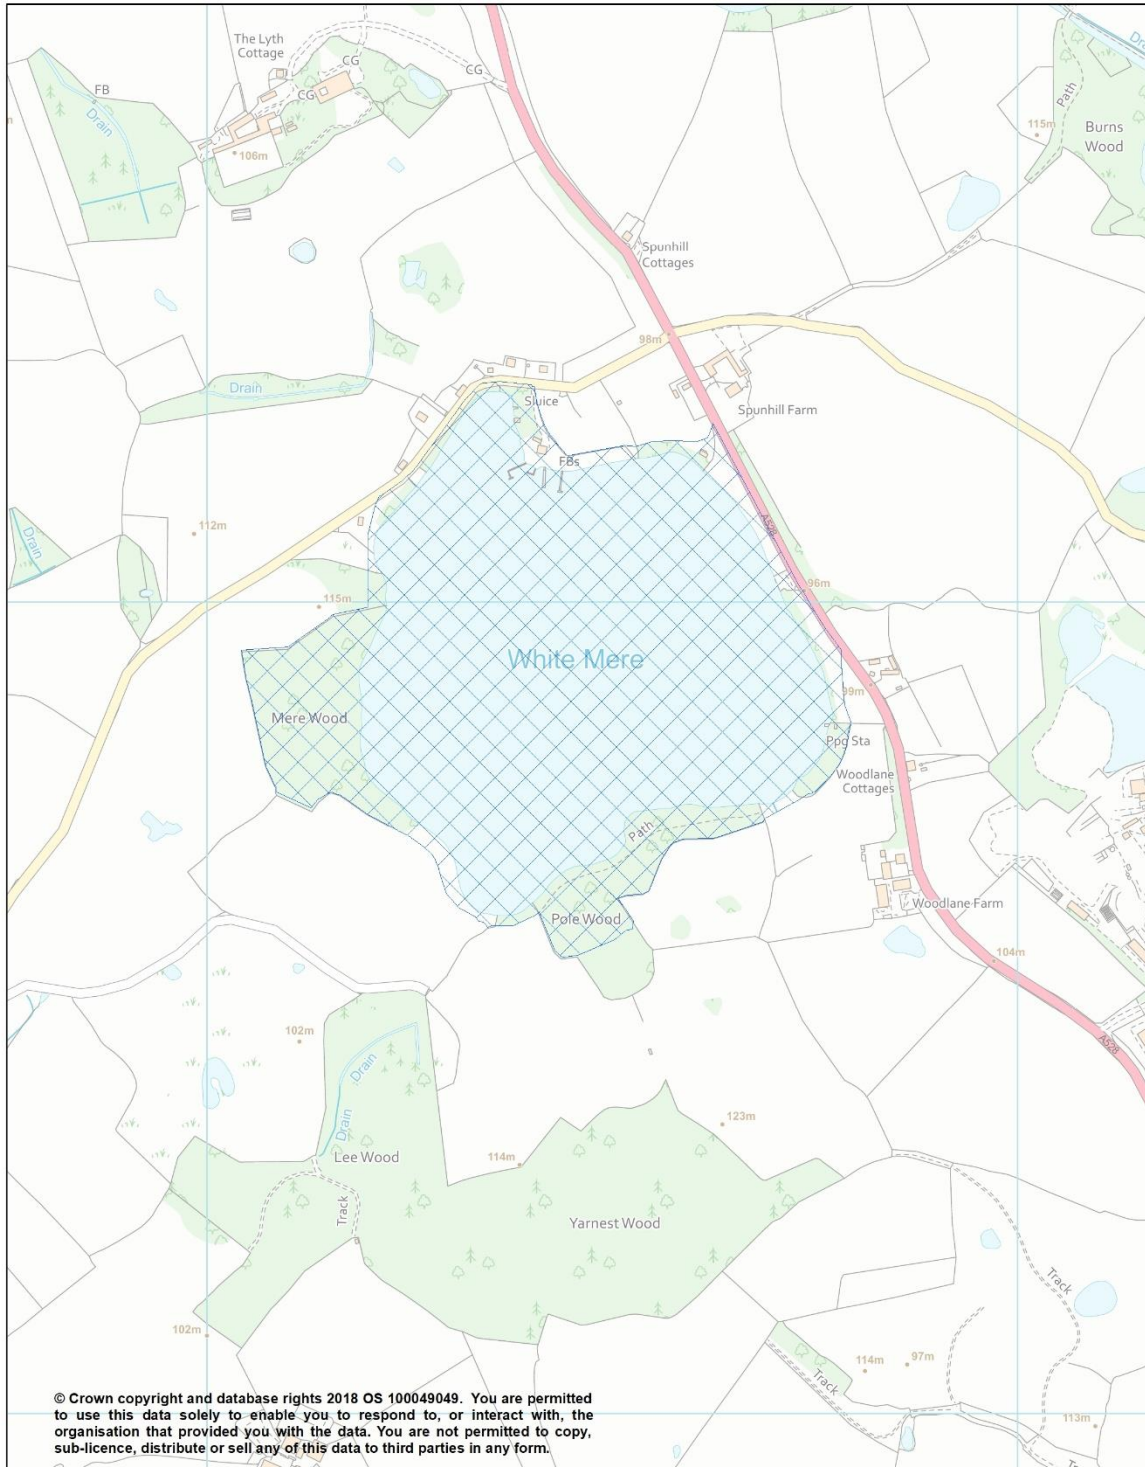 The Lyth
Cottage
CG
CG
CG
FB
Drain
106m
Path
115m
Burns
Wood
Spunhill
Cottages
98m
Drain
Sluice
Spunhill Farm
FBs
112m
Drain
A528
96m
115m
White Mere
99m
Mere Wood
Ppg Sta
Woodlane
Cottages
Path
Woodlane Farm
Pole Wood
104m
102m
A528
Drain
Drain
123m
Lee Wood
114m
Track
Yarnest Wood
Track
102m
114m
97m
Track
113m
Track
© Crown copyright and database rights 2018 OS 100049049. You are permitted
to use this data solely to enable you to respond to, or interact with, the
organisation that provided you with the data. You are not permitted to copy,
sub-licence, distribute or sell any of this data to third parties in any form.